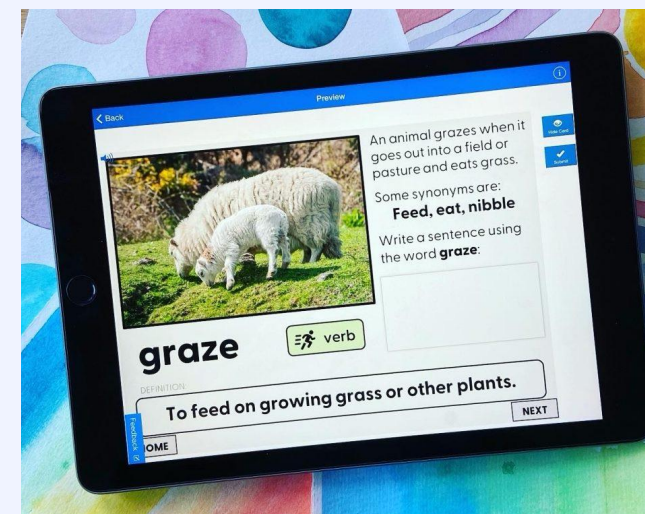 Back
Preview
An animal grazes when it
goes out into a field or
pasture and eats grass.
Some synonyms are:
Feed, eat, nibble
Write a sentence using
the word graze:
graze
verb
DEFINITION:
To feed on growing grass or other plants.
OME
NEXT
Feedback
Submit